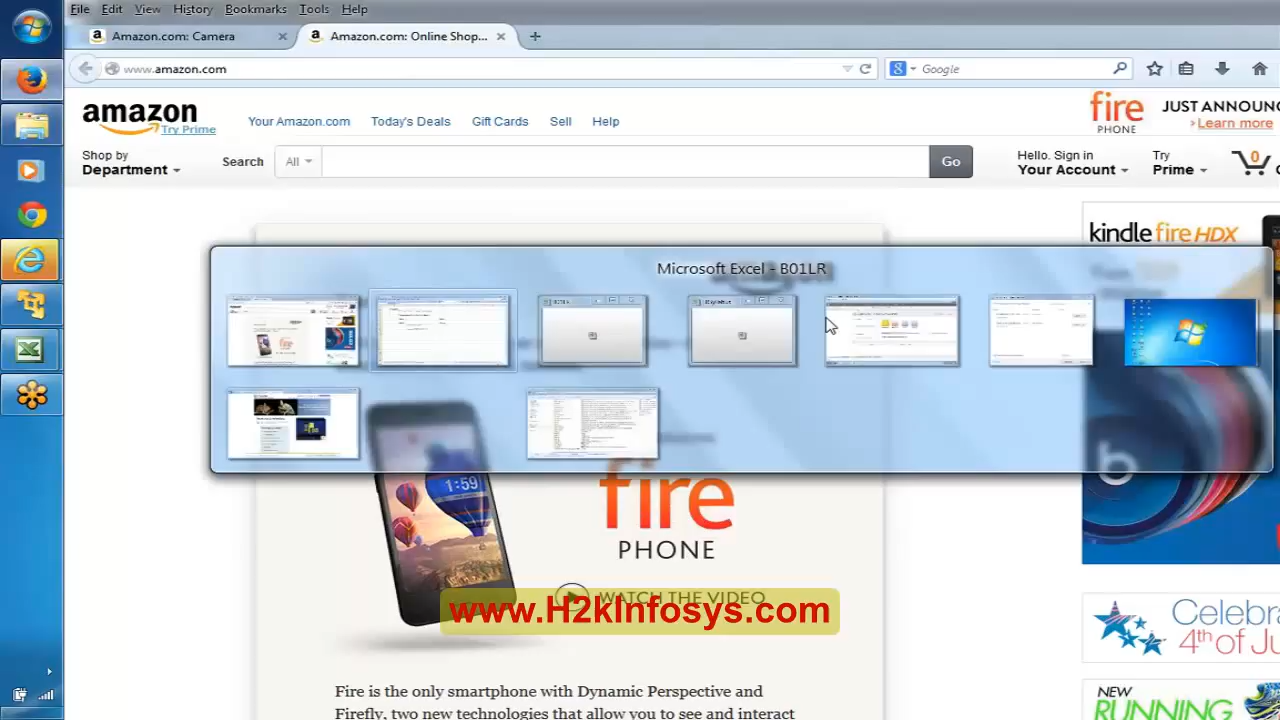 File Edit View History Bookmarks Tools Help
Amazon.com: Camera
Amazon.com: Online Shop...
www.amazon.com
Google
amazon
Try Prime
Your Amazon.com Today's Deals Gift Cards Sell Help
fire
PHONE
JUST ANNOUN
Learn more
Shop by
Department
Search
All
Go
Hello. Sign in
Your Account
Try
Prime
0
kindle fire HDX
Microsoft Excel - B01LR
1:59
fire
PHONE
WATCH THE VIDEO
www.H2kInfosys.com
Fire is the only smartphone with Dynamic Perspective and
Firefly, two new technologies that allow you to see and interact
Celebra
4th of Ju
NEW
RUNNING